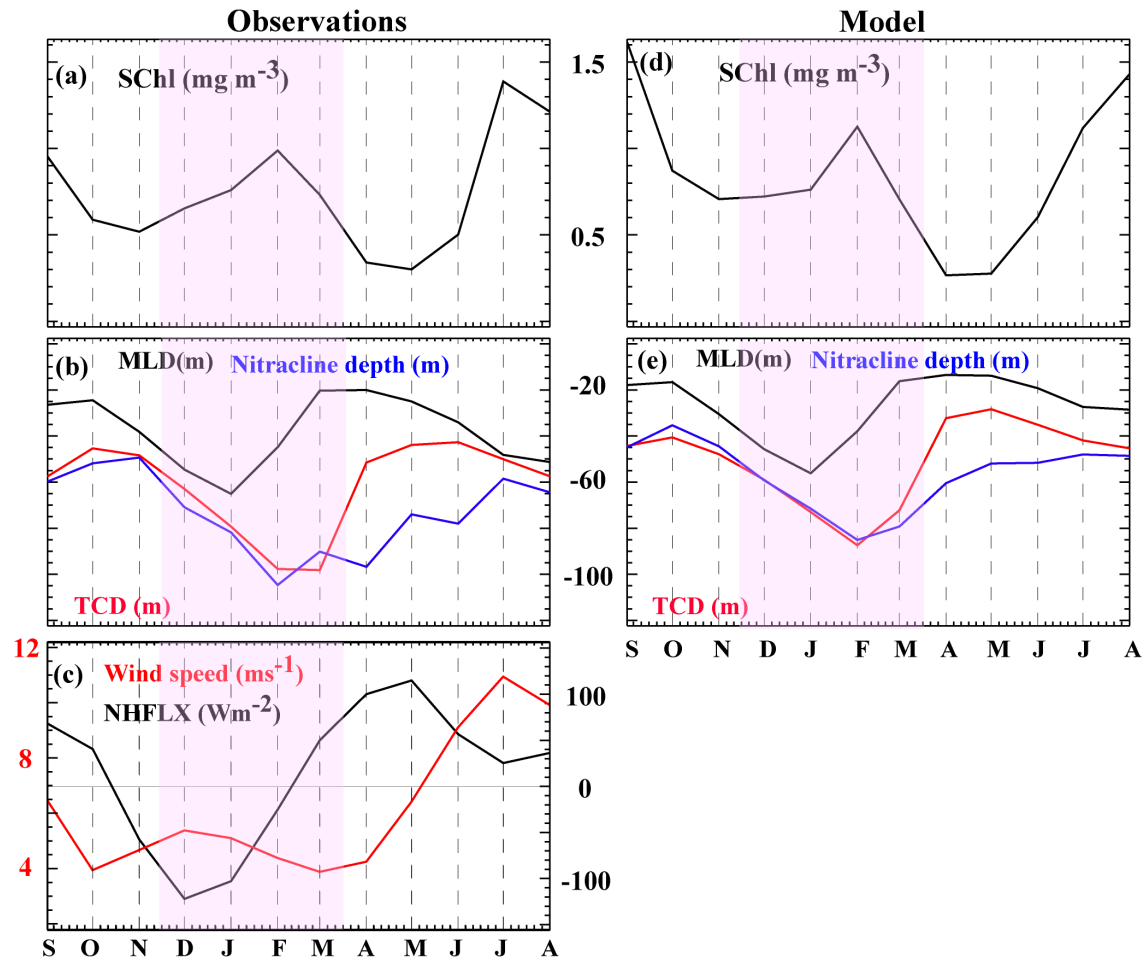 Observations
Model
(a) SChl (mg m-3)
1.5
0.5
(d) SChl (mg m-3)
(b) MLD(m) Nitracline depth (m)
TCD (m)
-20
-60
-100
(e) MLD(m) Nitracline depth (m)
TCD (m)
S O N D J F M A M J J A
12
8
4
(c) Wind speed (ms-1)
NHFLX (Wm-2)
100
0
-100
S O N D J F M A M J J A